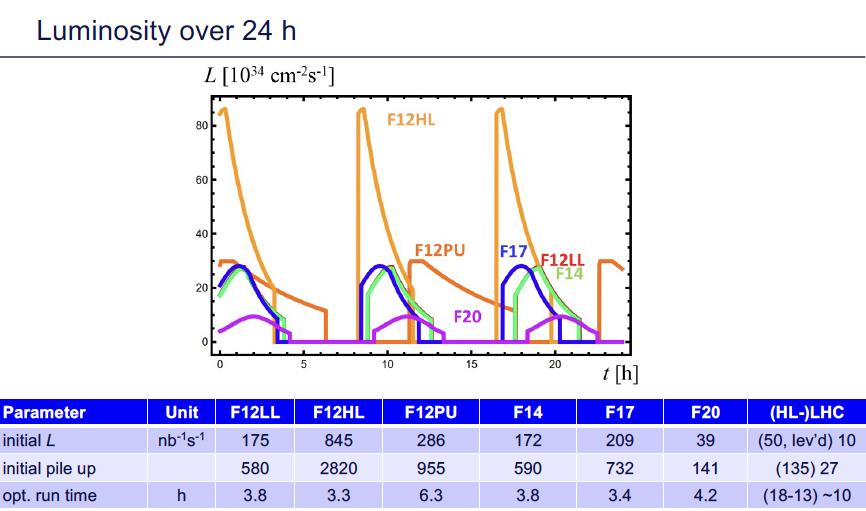 Luminosity over 24 h
L [10³⁴ cm⁻²s⁻¹]
80
60
40
20
0
F12HL
F12PU
F17
F12LL
F14
F20
0 5 10 15 20
t [h]
Parameter Unit F12LL F12HL F12PU F14 F17 F20 (HL-)LHC
initial L nb⁻¹s⁻¹ 175 845 286 172 209 39 (50, lev'd) 10
initial pile up 580 2820 955 590 732 141 (135) 27
opt. run time h 3.8 3.3 6.3 3.8 3.4 4.2 (18-13) ~10